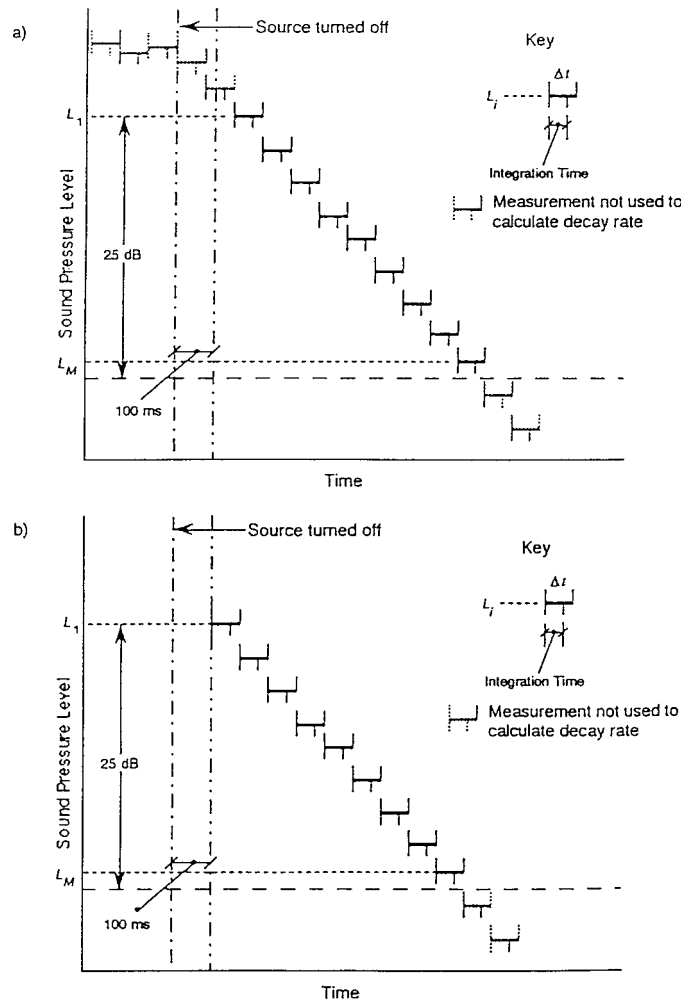 a)
Source turned off
Key
Δt
L1
Li
Integration Time
Measurement not used to
calculate decay rate
Sound Pressure Level
25 dB
LM
100 ms
Time
b)
Source turned off
Key
Δt
L1
Li
Integration Time
Measurement not used to
calculate decay rate
Sound Pressure Level
25 dB
LM
100 ms
Time